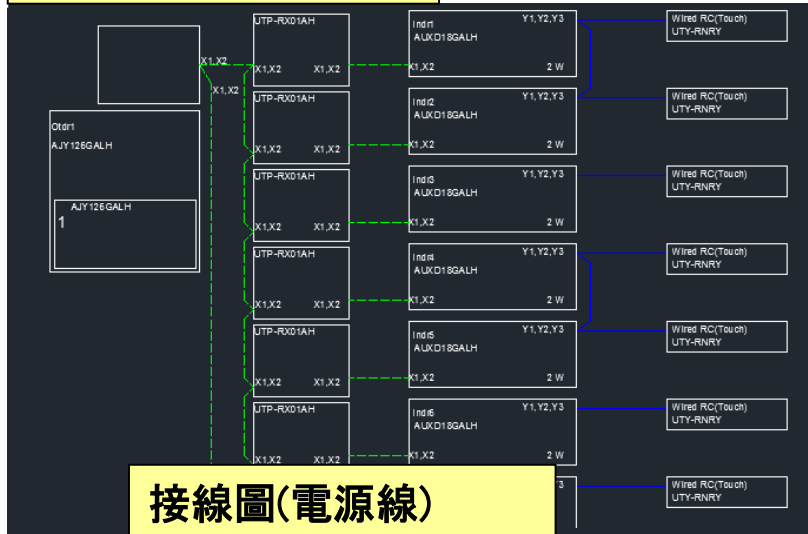 UTP-RX01AH
Indr1
AUXD18GALH
Y1,Y2,Y3
Wired RC(Touch)
UTY-RNRY
X1,X2
X1,X2
X1,X2
X1,X2
2 W
X1,X2
UTP-RX01AH
Indr2
AUXD18GALH
Y1,Y2,Y3
Wired RC(Touch)
UTY-RNRY
Otdr1
AJY126GALH
X1,X2
X1,X2
X1,X2
2 W
UTP-RX01AH
Indr3
AUXD18GALH
Y1,Y2,Y3
Wired RC(Touch)
UTY-RNRY
AJY126GALH
1
X1,X2
X1,X2
X1,X2
2 W
UTP-RX01AH
Indr4
AUXD18GALH
Y1,Y2,Y3
Wired RC(Touch)
UTY-RNRY
X1,X2
X1,X2
X1,X2
2 W
UTP-RX01AH
Indr5
AUXD18GALH
Y1,Y2,Y3
Wired RC(Touch)
UTY-RNRY
X1,X2
X1,X2
X1,X2
2 W
UTP-RX01AH
Indr6
AUXD18GALH
Y1,Y2,Y3
Wired RC(Touch)
UTY-RNRY
X1,X2
X1,X2
X1,X2
2 W
Wired RC(Touch)
UTY-RNRY
接線圖(電源線)